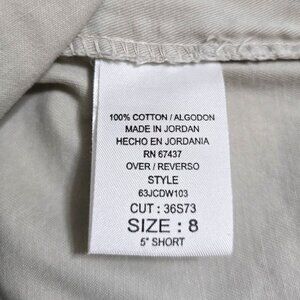 100% COTTON / ALGODON
MADE IN JORDAN
HECHO EN JORDANIA
RN 67437
OVER / REVERSO
STYLE
63JCDW103
CUT : 36S73
SIZE : 8
5" SHORT